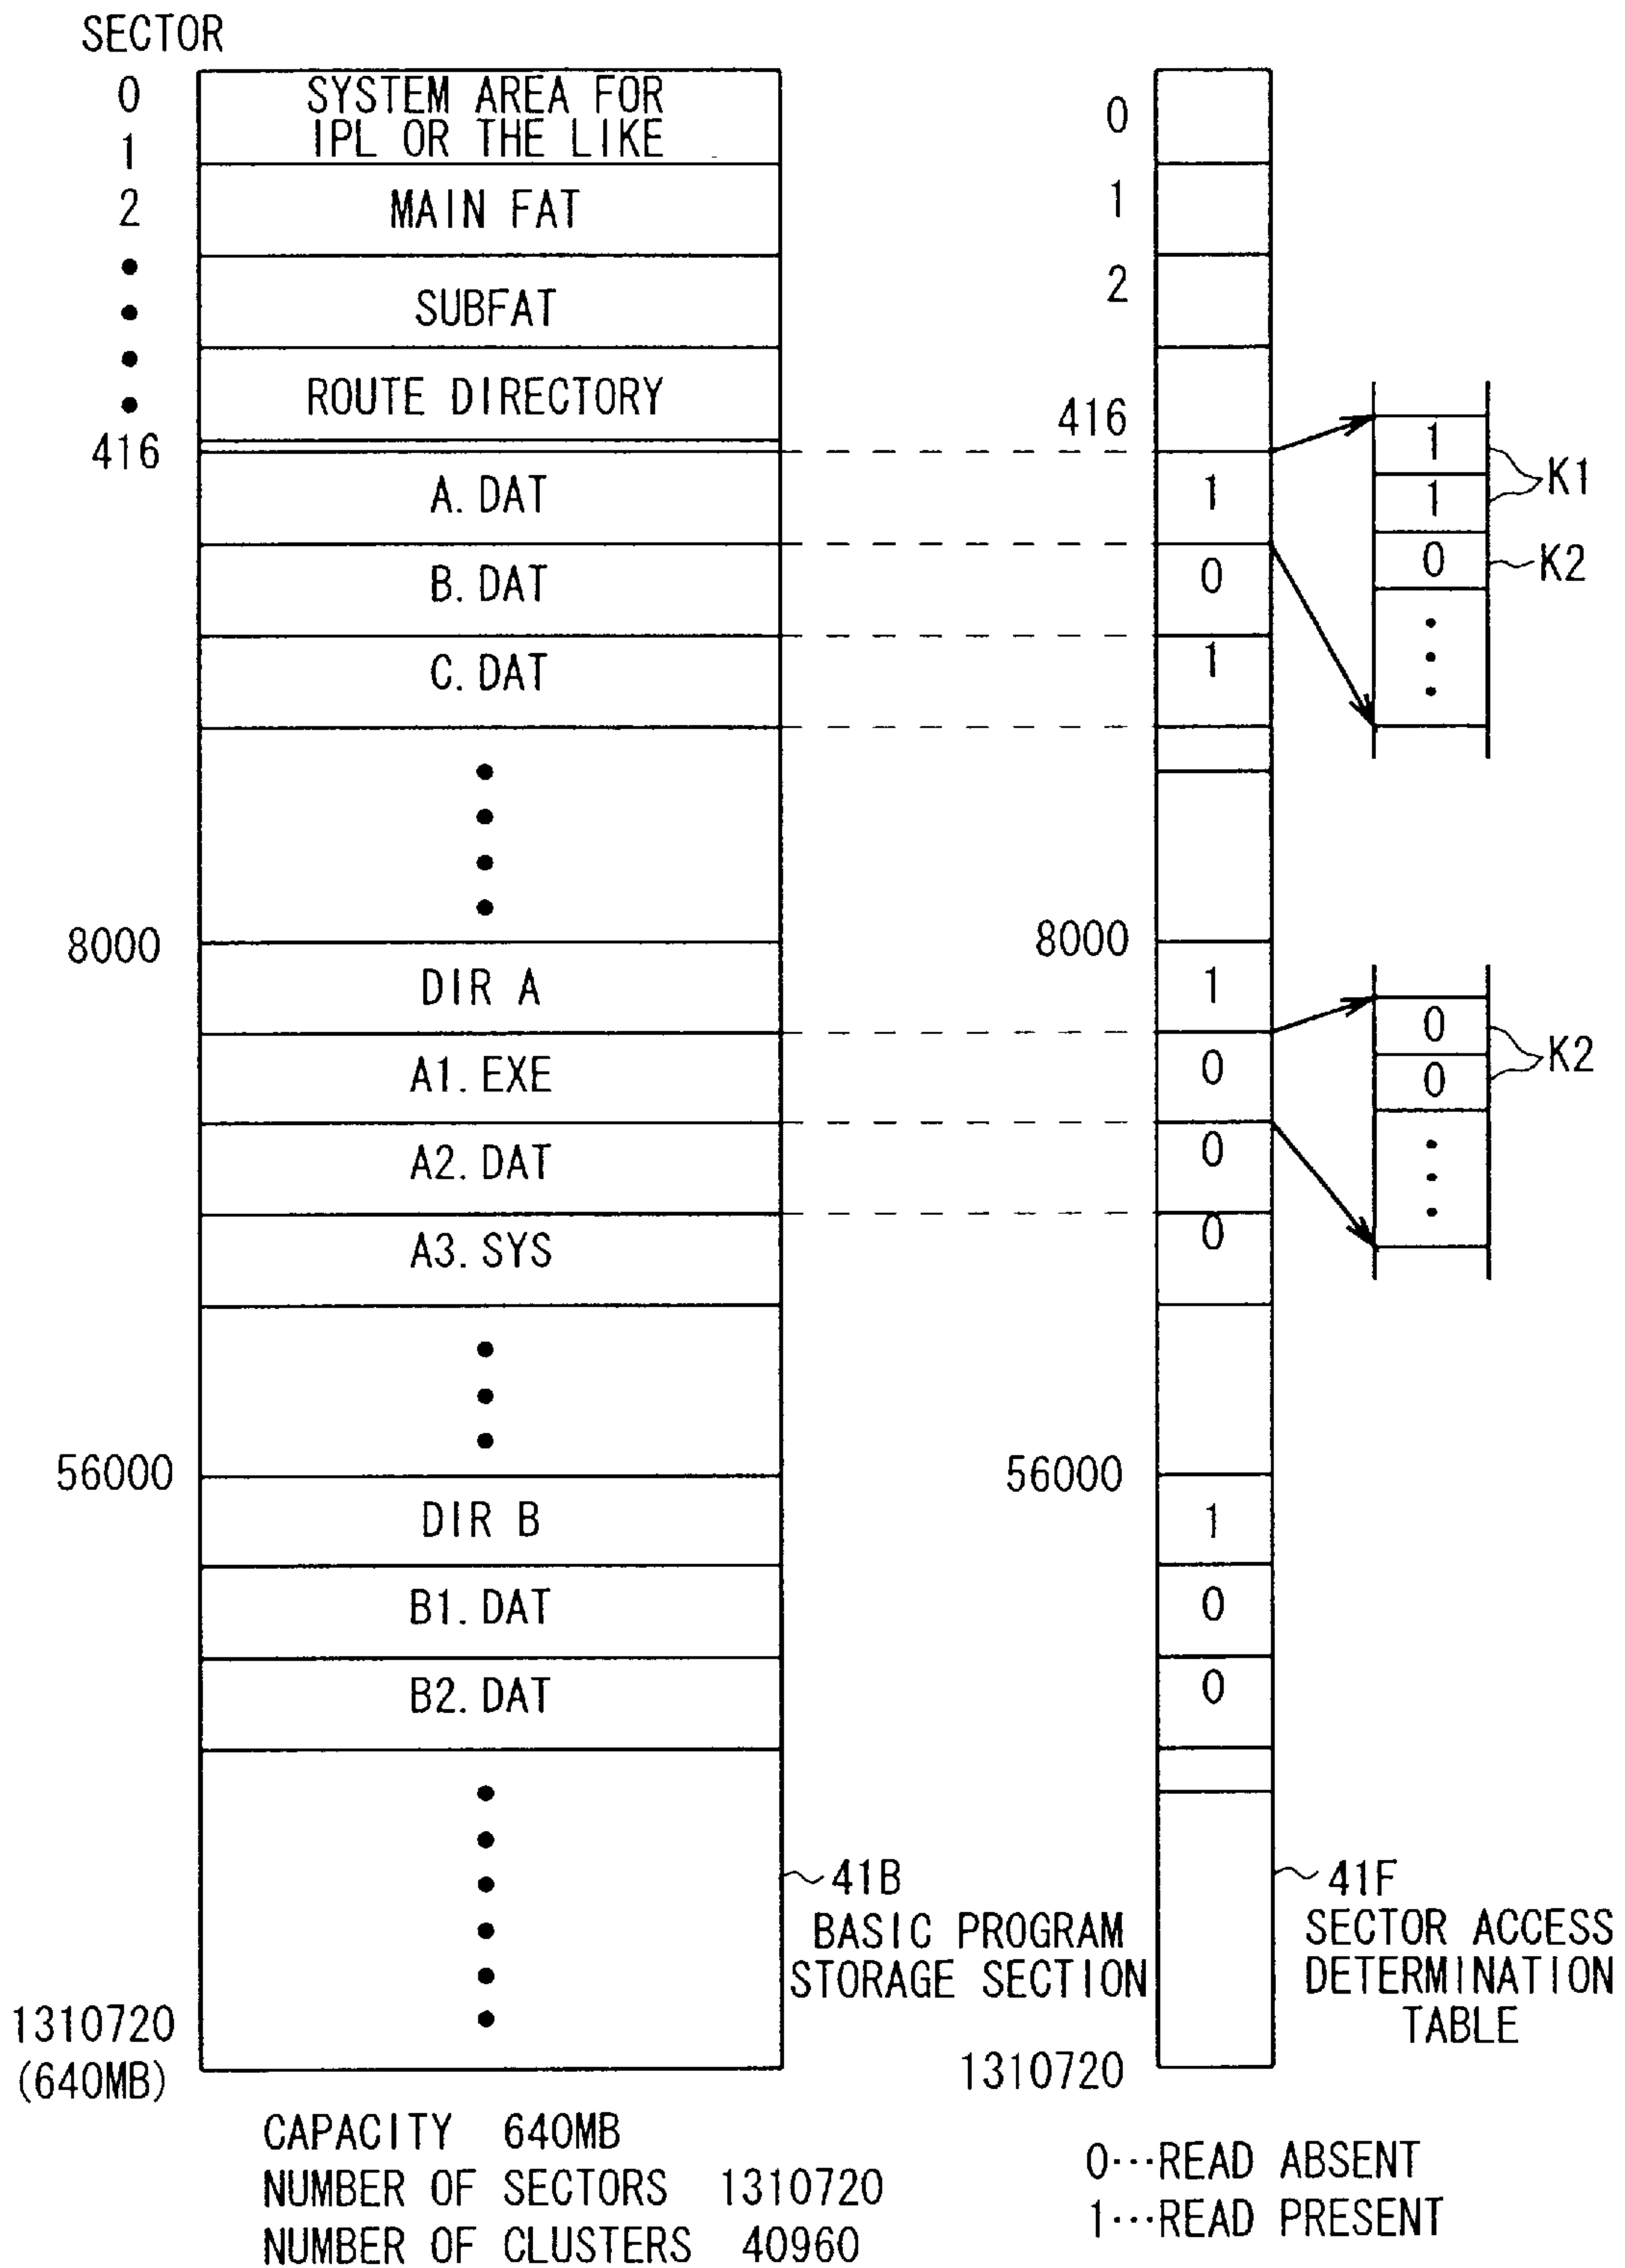 SECTOR
0
SYSTEM AREA FOR
1
IPL OR THE LIKE
2
MAIN FAT
SUBFAT
ROUTE DIRECTORY
416
A. DAT
B. DAT
C. DAT
8000
DIR A
A1. EXE
A2. DAT
A3. SYS
56000
DIR B
B1. DAT
B2. DAT
1310720
(640MB)
41B
BASIC PROGRAM
STORAGE SECTION
CAPACITY 640MB
NUMBER OF SECTORS 1310720
NUMBER OF CLUSTERS 40960
0
1
2
416
1
0
1
8000
1
0
0
0
56000
1
0
0
1310720
1
1
K1
0
K2
0
0
K2
41F
SECTOR ACCESS
DETERMINATION
TABLE
0···READ ABSENT
1···READ PRESENT